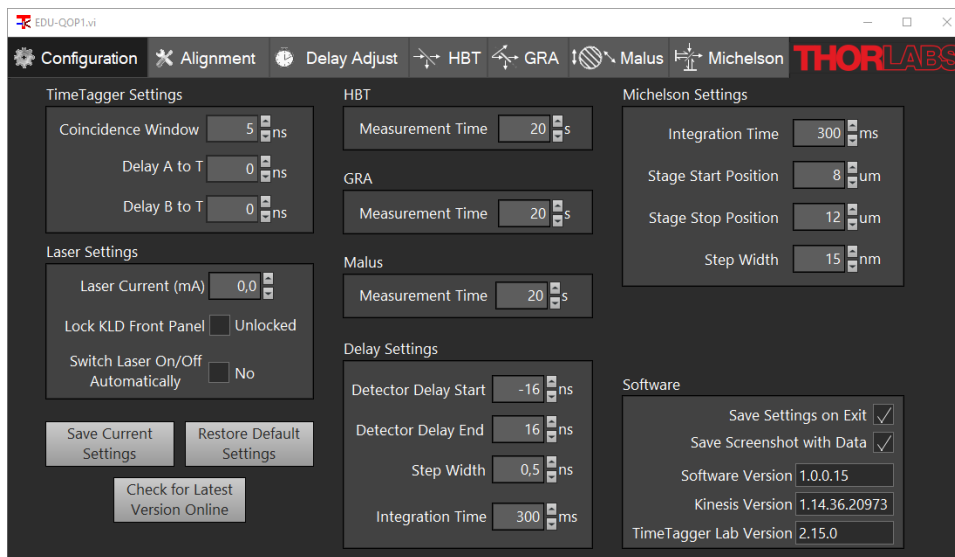 EDU-QOP1.vi
Configuration Alignment Delay Adjust HBT GRA Malus Michelson THORLABS
TimeTagger Settings
Coincidence Window 5 ns
Delay A to T 0 ns
Delay B to T 0 ns
Laser Settings
Laser Current (mA) 0,0
Lock KLD Front Panel Unlocked
Switch Laser On/Off
Automatically No
Save Current
Settings
Restore Default
Settings
Check for Latest
Version Online
HBT
Measurement Time 20 s
GRA
Measurement Time 20 s
Malus
Measurement Time 20 s
Delay Settings
Detector Delay Start -16 ns
Detector Delay End 16 ns
Step Width 0,5 ns
Integration Time 300 ms
Michelson Settings
Integration Time 300 ms
Stage Start Position 8 um
Stage Stop Position 12 um
Step Width 15 nm
Software
Save Settings on Exit
Save Screenshot with Data
Software Version 1.0.0.15
Kinesis Version 1.14.36.20973
TimeTagger Lab Version 2.15.0